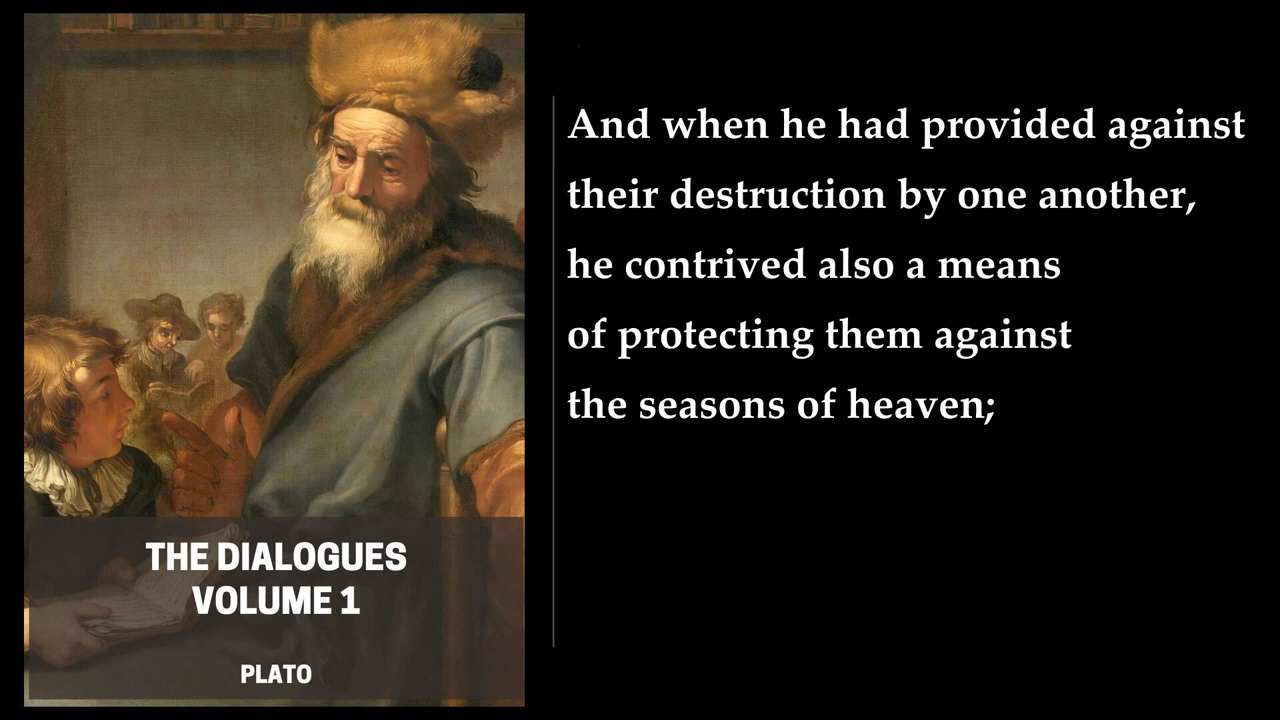 And when he had provided against
their destruction by one another,
he contrived also a means
of protecting them against
the seasons of heaven;
THE DIALOGUES
VOLUME 1
PLATO